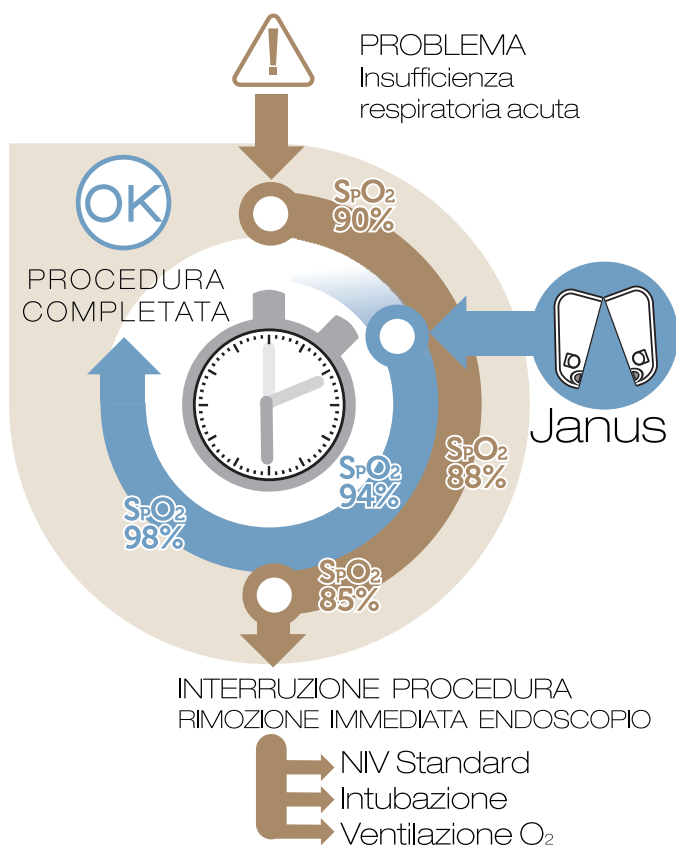 PROBLEMA
Insufficienza
respiratoria acuta
OK
PROCEDURA
COMPLETATA
SpO2
90%
Janus
SpO2
88%
SpO2
94%
SpO2
98%
SpO2
85%
INTERRUZIONE PROCEDURA
RIMOZIONE IMMEDIATA ENDOSCOPIO
NIV Standard
Intubazione
Ventilazione O2